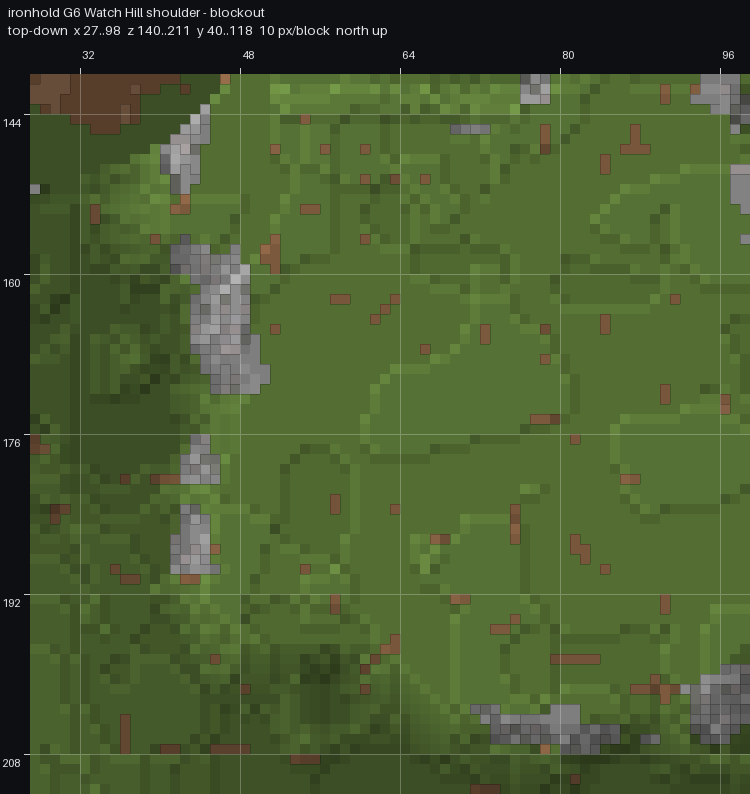 ironhold G6 Watch Hill shoulder - blockout
top-down  x 27..98  z 140..211  y 40..118  10 px/block  north up
32 48 64 80 96
144
160
176
192
208